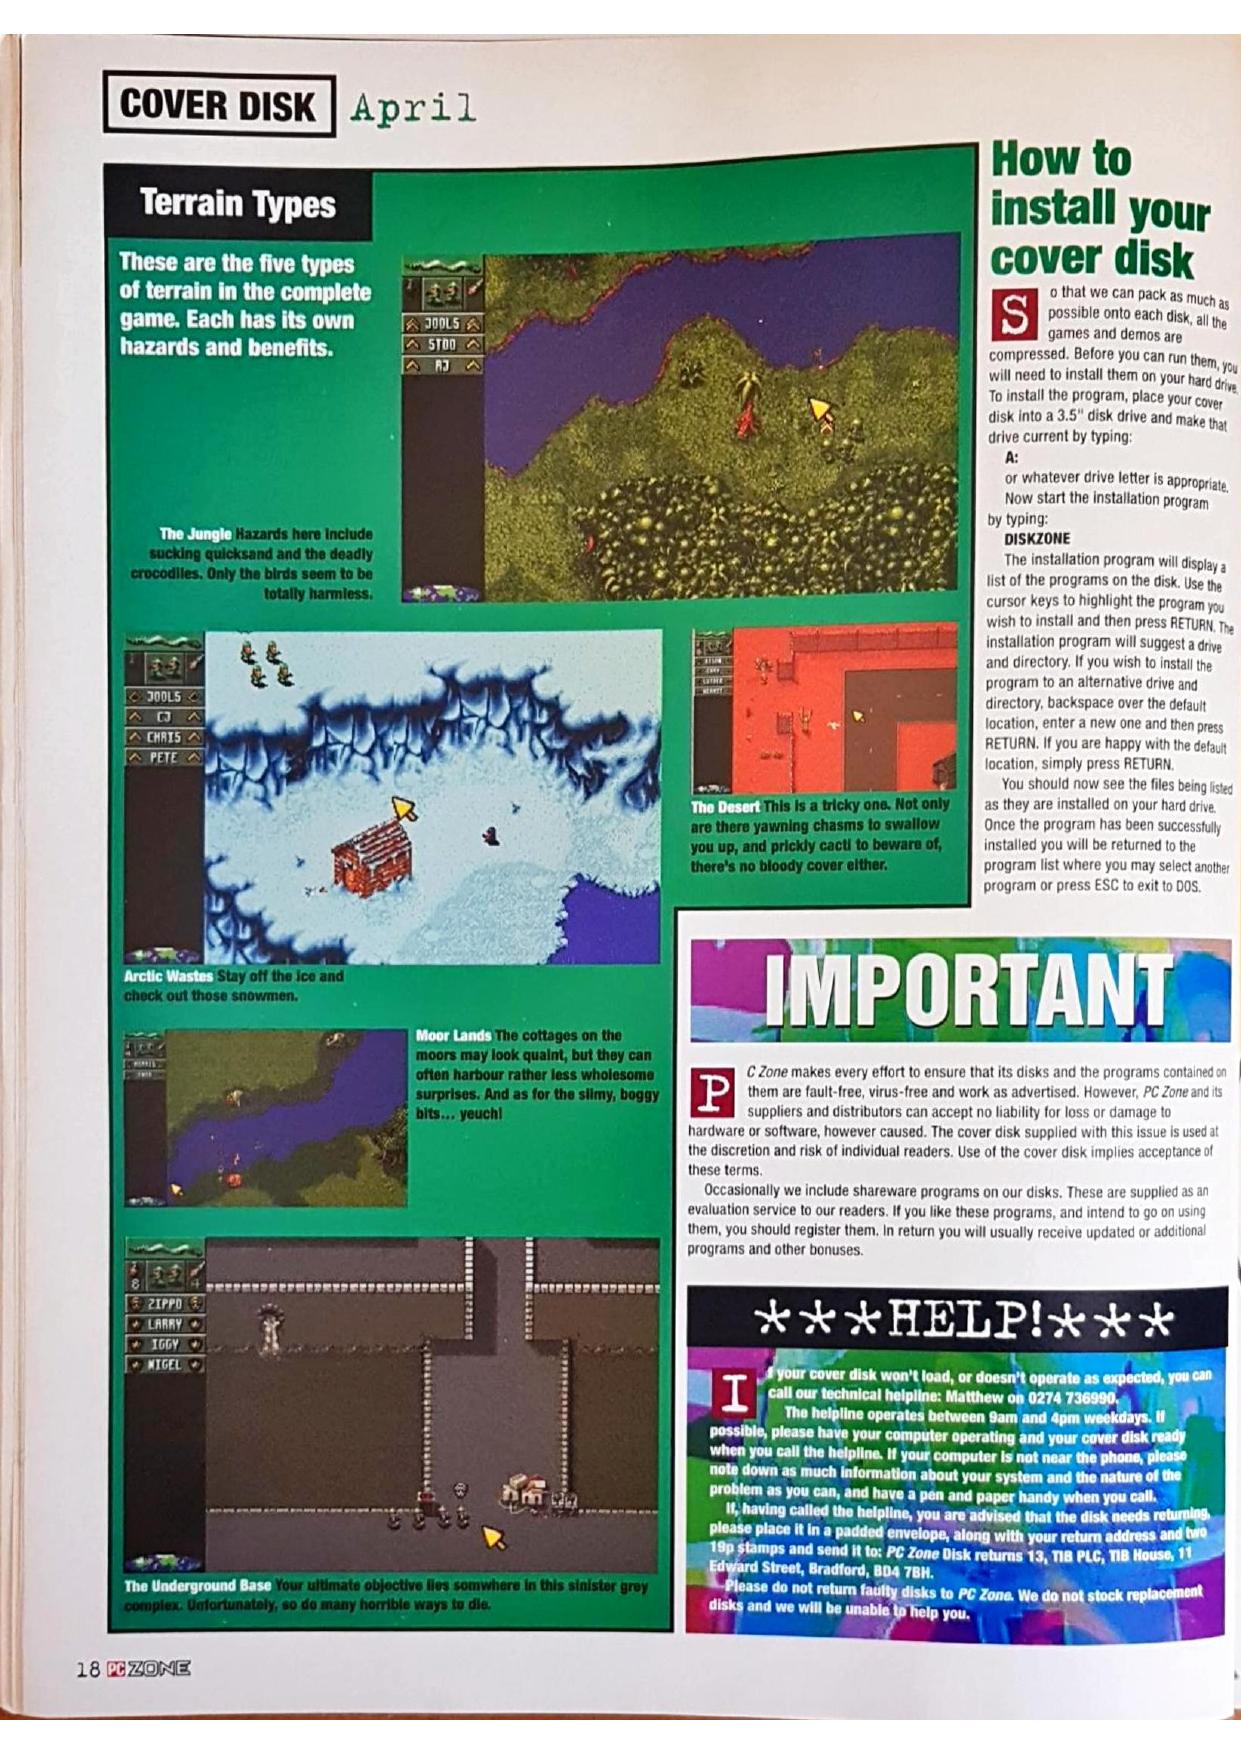 COVER DISK April
Terrain Types
These are the five types
of terrain in the complete
game. Each has its own
hazards and benefits.
JOOLS
STOO
RJ
The Jungle Hazards here include
sucking quicksand and the deadly
crocodiles. Only the birds seem to be
totally harmless.
JOOLS
CJ
CHRIS
PETE
Arctic Wastes Stay off the ice and
check out those snowmen.
The Desert This is a tricky one. Not only
are there yawning chasms to swallow
you up, and prickly cacti to beware of,
there's no bloody cover either.
Moor Lands The cottages on the
moors may look quaint, but they can
often harbour rather less wholesome
surprises. And as for the slimy, boggy
bits... yeuch!
8 4
ZIPPO
LARRY
IGGY
NIGEL
The Underground Base Your ultimate objective lies somwhere in this sinister grey
complex. Unfortunately, so do many horrible ways to die.
How to
install your
cover disk
So that we can pack as much as
possible onto each disk, all the
games and demos are
compressed. Before you can run them, you
will need to install them on your hard drive.
To install the program, place your cover
disk into a 3.5" disk drive and make that
drive current by typing:
A:
or whatever drive letter is appropriate.
Now start the installation program
by typing:
DISKZONE
The installation program will display a
list of the programs on the disk. Use the
cursor keys to highlight the program you
wish to install and then press RETURN. The
installation program will suggest a drive
and directory. If you wish to install the
program to an alternative drive and
directory, backspace over the default
location, enter a new one and then press
RETURN. If you are happy with the default
location, simply press RETURN.
You should now see the files being listed
as they are installed on your hard drive.
Once the program has been successfully
installed you will be returned to the
program list where you may select another
program or press ESC to exit to DOS.
IMPORTANT
PC Zone makes every effort to ensure that its disks and the programs contained on
them are fault-free, virus-free and work as advertised. However, PC Zone and its
suppliers and distributors can accept no liability for loss or damage to
hardware or software, however caused. The cover disk supplied with this issue is used at
the discretion and risk of individual readers. Use of the cover disk implies acceptance of
these terms.
Occasionally we include shareware programs on our disks. These are supplied as an
evaluation service to our readers. If you like these programs, and intend to go on using
them, you should register them. In return you will usually receive updated or additional
programs and other bonuses.
***HELP!***
If your cover disk won't load, or doesn't operate as expected, you can
call our technical helpline: Matthew on 0274 736990.
The helpline operates between 9am and 4pm weekdays. If
possible, please have your computer operating and your cover disk ready
when you call the helpline. If your computer is not near the phone, please
note down as much information about your system and the nature of the
problem as you can, and have a pen and paper handy when you call.
If, having called the helpline, you are advised that the disk needs returning,
please place it in a padded envelope, along with your return address and two
19p stamps and send it to: PC Zone Disk returns 13, TIB PLC, TIB House, 11
Edward Street, Bradford, BD4 7BH.
Please do not return faulty disks to PC Zone. We do not stock replacement
disks and we will be unable to help you.
18 PC ZONE